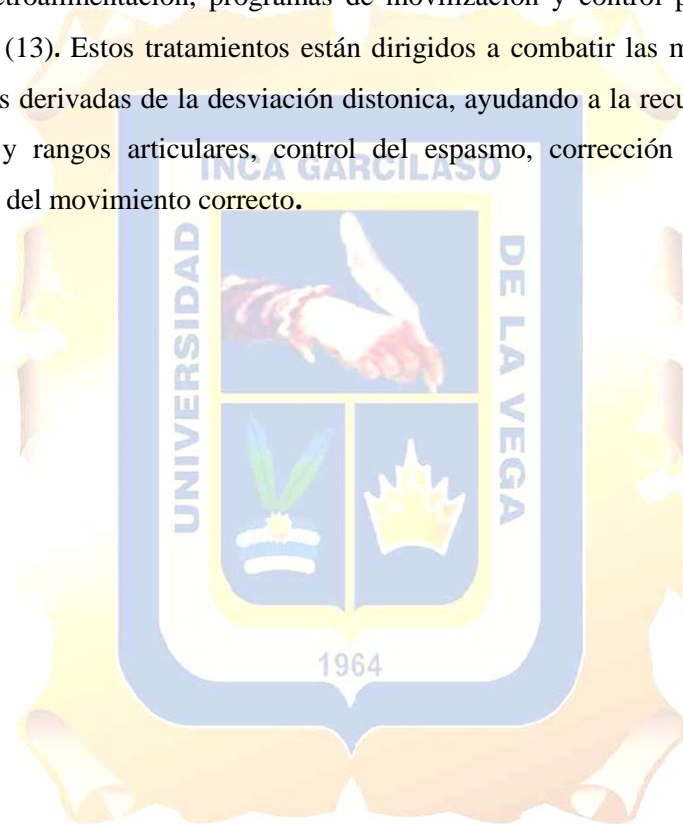 etroalimentación, programas de movilización y control p
(13). Estos tratamientos están dirigidos a combatir las m
s derivadas de la desviación distonica, ayudando a la recu
y rangos articulares, control del espasmo, corrección
del movimiento correcto.
INCA GARCILASO
UNIVERSIDAD
DE LA VEGA
1964